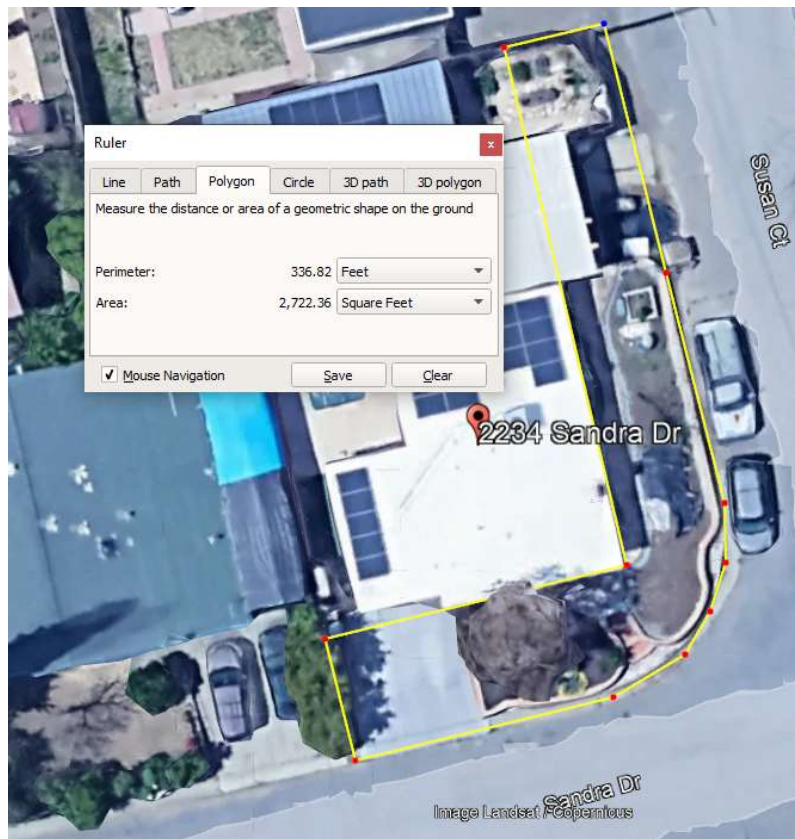 Ruler
x
Line Path Polygon Circle 3D path 3D polygon
Measure the distance or area of a geometric shape on the ground
Perimeter: 336.82 Feet
Area: 2,722.36 Square Feet
Mouse Navigation Save Clear
Susan Ct
2234 Sandra Dr
Sandra Dr
Image Landsat / Copernicus